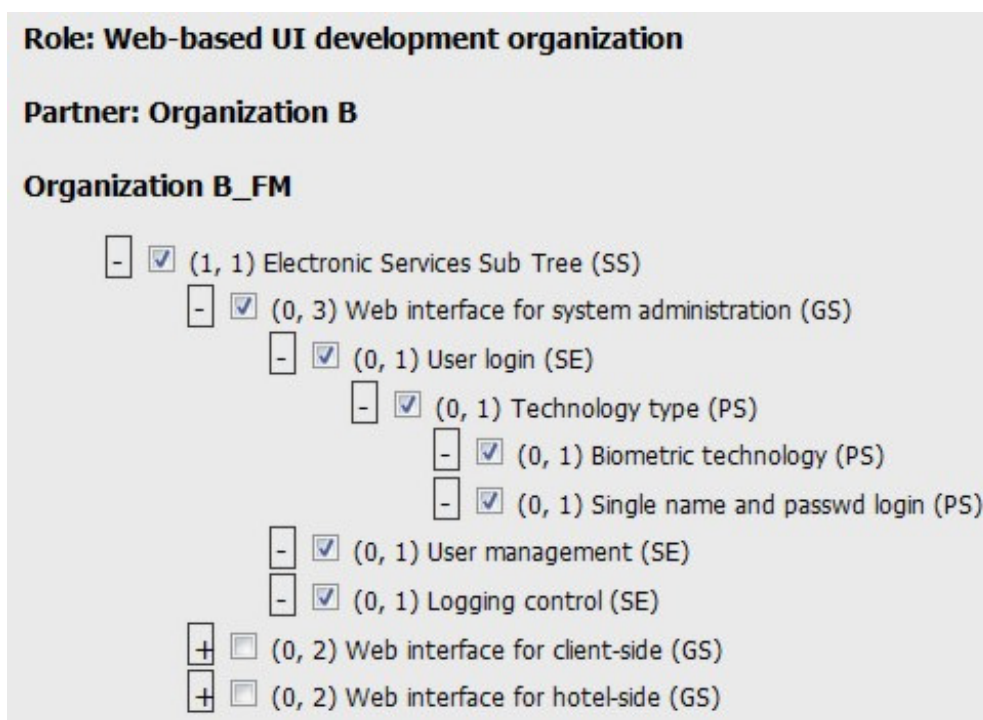 Role: Web-based UI development organization
Partner: Organization B
Organization B_FM
- (1, 1) Electronic Services Sub Tree (SS)
- (0, 3) Web interface for system administration (GS)
- (0, 1) User login (SE)
- (0, 1) Technology type (PS)
- (0, 1) Biometric technology (PS)
- (0, 1) Single name and passwd login (PS)
- (0, 1) User management (SE)
- (0, 1) Logging control (SE)
+ (0, 2) Web interface for client-side (GS)
+ (0, 2) Web interface for hotel-side (GS)